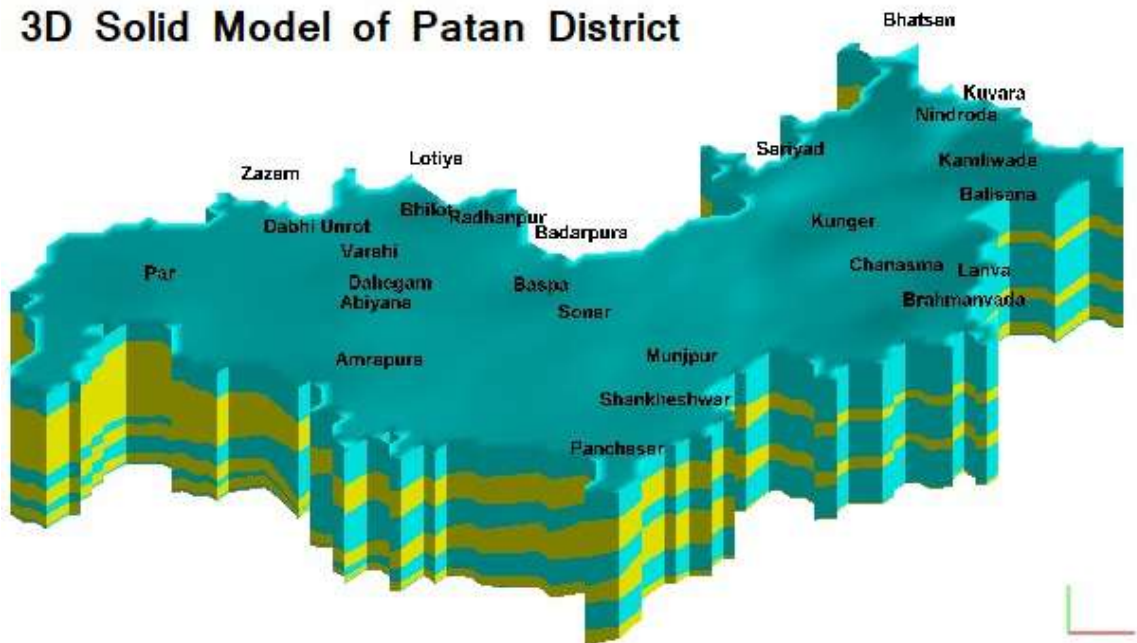 3D Solid Model of Patan District
Bhatsan
Kuvara
Nindroda
Sariyad
Kamliwada
Lotiya
Zazam
Balisana
Bhilot
Radhanpur
Kunger
Dabhi Unrot
Badarpura
Varahi
Chanasma
Lanva
Par
Dahegam
Baspa
Abiyana
Brahmanvada
Soner
Amrapura
Munjpur
Shankheshwar
Panchasar